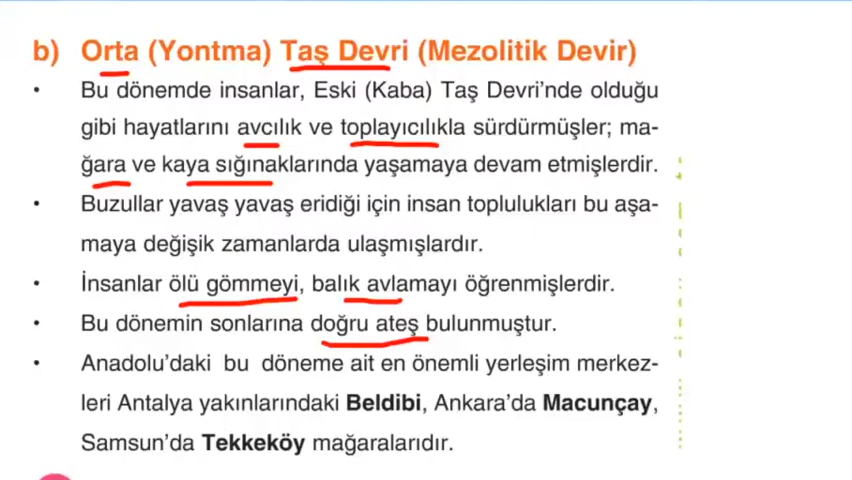 b) Orta (Yontma) Taş Devri (Mezolitik Devir)
• Bu dönemde insanlar, Eski (Kaba) Taş Devri'nde olduğu
gibi hayatlarını avcılık ve toplayıcılıkla sürdürmüşler; ma-
ğara ve kaya sığınaklarında yaşamaya devam etmişlerdir.
• Buzullar yavaş yavaş eridiği için insan toplulukları bu aşa-
maya değişik zamanlarda ulaşmışlardır.
• İnsanlar ölü gömmeyi, balık avlamayı öğrenmişlerdir.
• Bu dönemin sonlarına doğru ateş bulunmuştur.
• Anadolu'daki bu döneme ait en önemli yerleşim merkez-
leri Antalya yakınlarındaki Beldibi, Ankara'da Macunçay,
Samsun'da Tekkeköy mağaralarıdır.